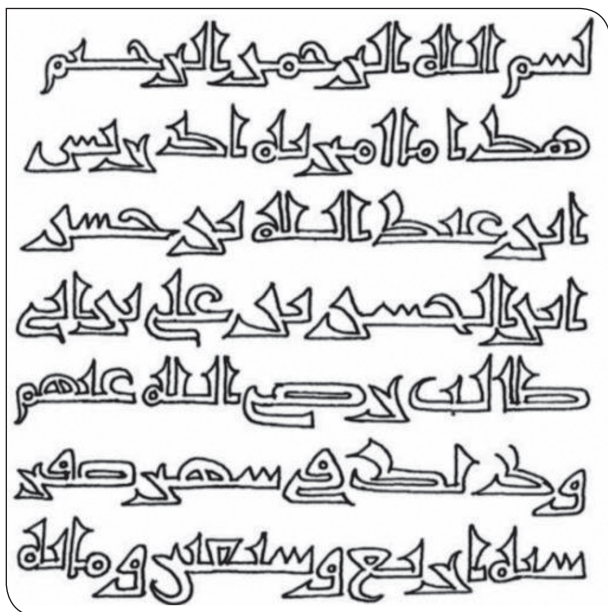 بسم الله الرحمن الرحيم
هذا ما امر به ادريس
ابن عبد الله بن حسن
ابن الحسن بن علي بن ابي
طالب رضي الله عنهم
وذلك في شهر صفر
سنة اربع وسبعين ومائة